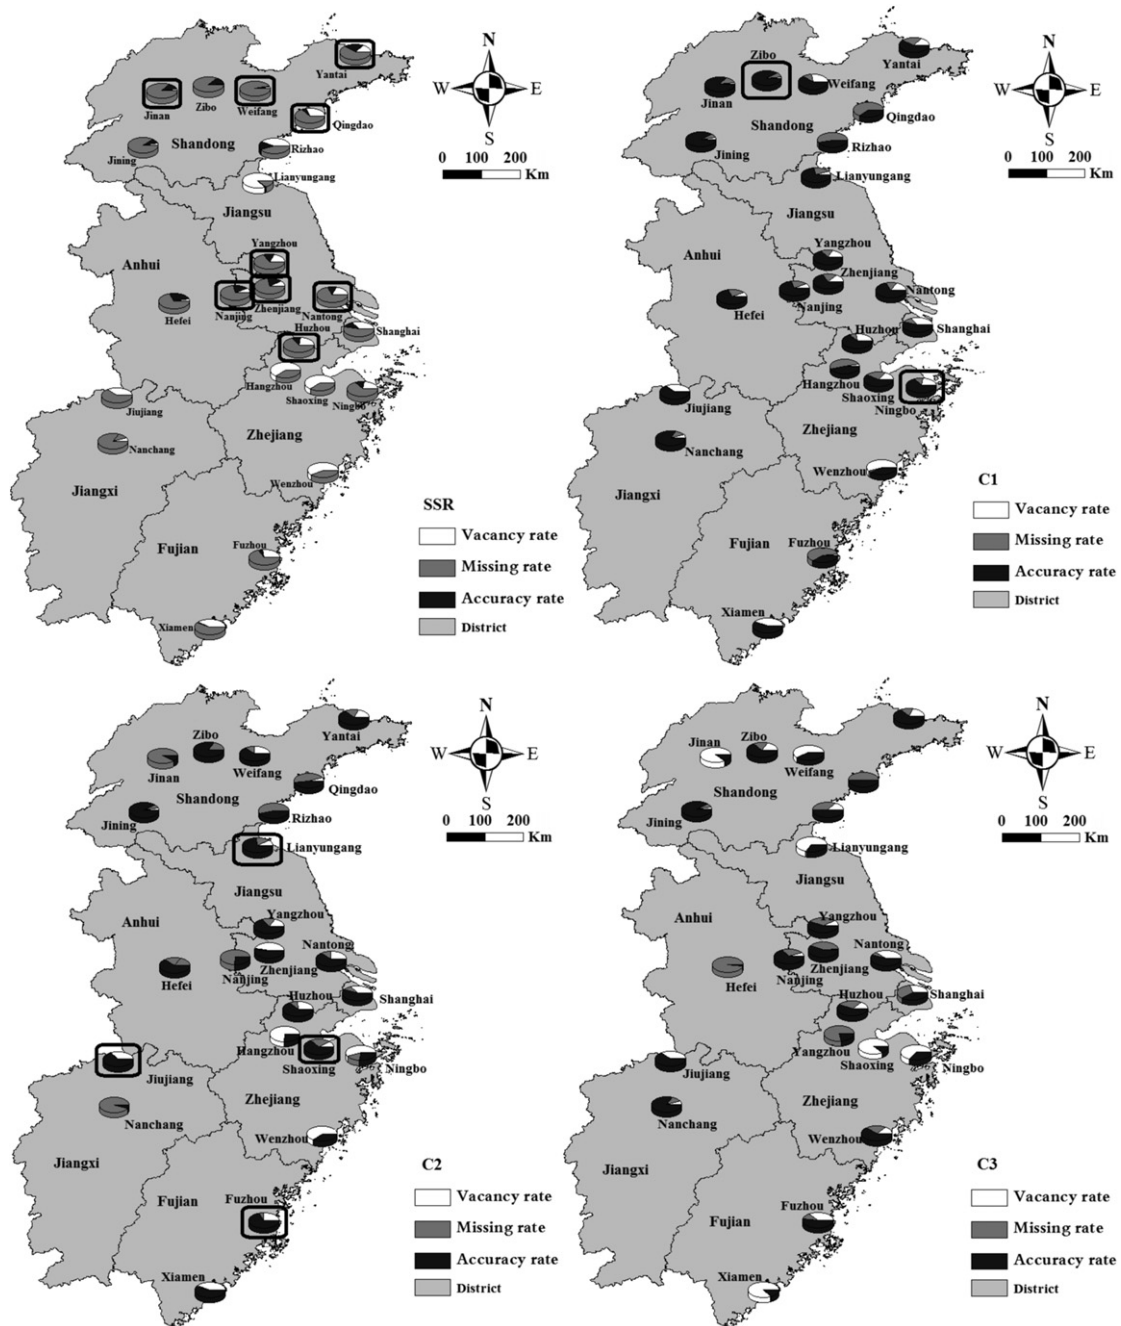 N
W E
S
0 100 200
Km
Yantai
Jinan
Zibo
Weifang
Qingdao
Jining
Shandong
Rizhao
Lianyungang
Jiangsu
Yangzhou
Anhui
Hefei
Nanjing
Zhenjiang
Nantong
Huzhou
Shanghai
Hangzhou
Shaoxing
Ningbo
Jiujiang
Zhejiang
Nanchang
Wenzhou
Jiangxi
Fujian
Fuzhou
Xiamen
SSR
Vacancy rate
Missing rate
Accuracy rate
District
N
W E
S
0 100 200
Km
Zibo
Yantai
Jinan
Weifang
Qingdao
Shandong
Jining
Rizhao
Lianyungang
Jiangsu
Anhui
Yangzhou
Zhenjiang
Nantong
Hefei
Nanjing
Huzhou
Shanghai
Hangzhou
Shaoxing
Ningbo
Jiujiang
Zhejiang
Nanchang
Wenzhou
Jiangxi
Fujian
Fuzhou
Xiamen
C1
Vacancy rate
Missing rate
Accuracy rate
District
N
W E
S
0 100 200
Km
Yantai
Zibo
Jinan
Weifang
Qingdao
Shandong
Jining
Rizhao
Lianyungang
Jiangsu
Anhui
Yangzhou
Nantong
Hefei
Nanjing
Zhenjiang
Huzhou
Shanghai
Hangzhou
Shaoxing
Ningbo
Jiujiang
Zhejiang
Nanchang
Wenzhou
Jiangxi
Fujian
Fuzhou
Xiamen
C2
Vacancy rate
Missing rate
Accuracy rate
District
N
W E
S
0 100 200
Km
Jinan
Zibo
Weifang
Shandong
Jining
Lianyungang
Jiangsu
Anhui
Yangzhou
Nantong
Hefei
Nanjing
Zhenjiang
Huzhou
Shanghai
Yangzhou
Shaoxing
Ningbo
Jiujiang
Zhejiang
Nanchang
Wenzhou
Jiangxi
Fujian
Fuzhou
Xiamen
C3
Vacancy rate
Missing rate
Accuracy rate
District